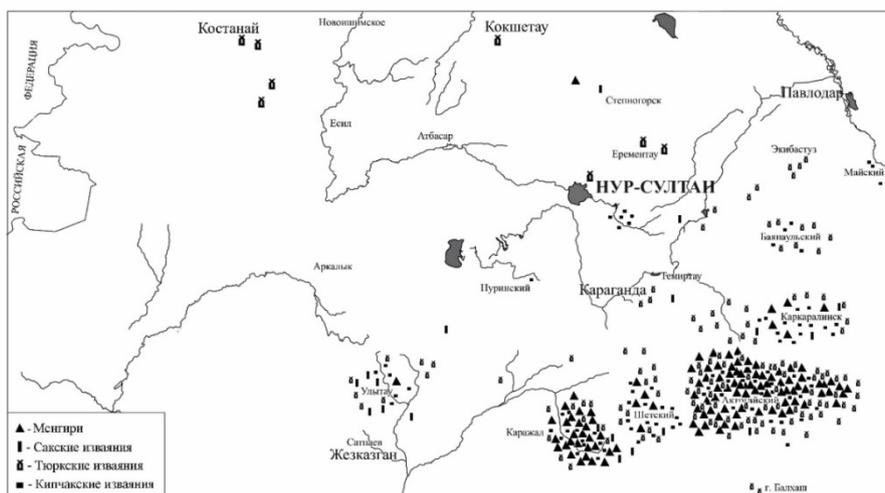 Костанай
Новоишимское
Кокшетау
ФЕДЕРАЦИЯ
РОССИЙСКАЯ
Степногорск
Павлодар
Есил
Атбасар
Ерементау
Экибастуз
Майский
НУР-СУЛТАН
Баянаульский
Аркалык
Нуринский
Караганда
Темиртау
Каркаралинск
Улытау
Актогайский
Шетский
Каражал
Сатпаев
Жезказган
г. Балхаш
- Менгири
- Сакские изваяния
- Тюркские изваяния
- Кипчакские изваяния